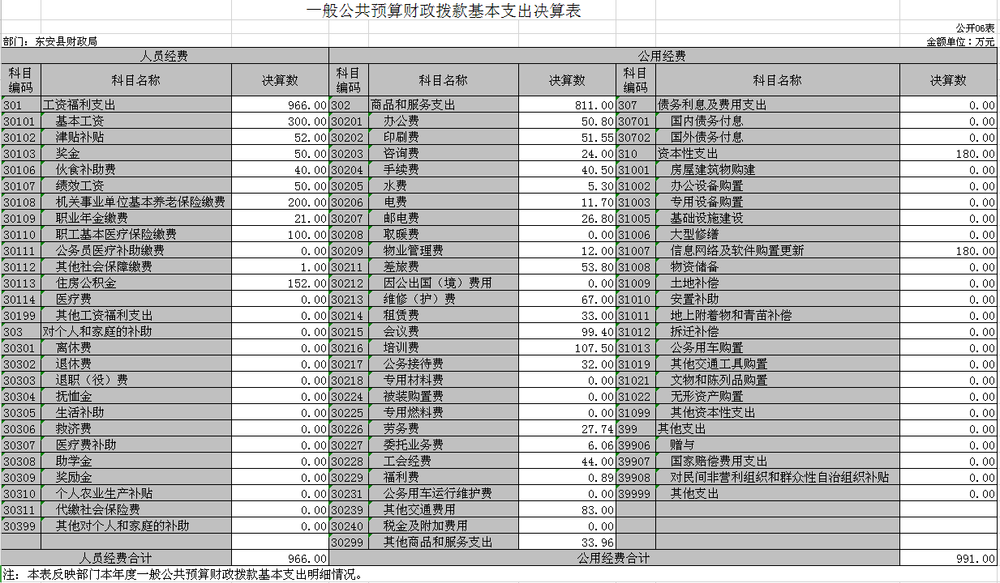 一般公共预算财政拨款基本支出决算表
公开06表
部门：东安县财政局 金额单位：万元
人员经费 公用经费
科目编码 科目名称 决算数 科目编码 科目名称 决算数 科目编码 科目名称 决算数
301 工资福利支出 966.00 302 商品和服务支出 811.00 307 债务利息及费用支出 0.00
30101 基本工资 300.00 30201 办公费 50.80 30701 国内债务付息 0.00
30102 津贴补贴 52.00 30202 印刷费 51.55 30702 国外债务付息 0.00
30103 奖金 50.00 30203 咨询费 24.00 310 资本性支出 180.00
30106 伙食补助费 40.00 30204 手续费 40.50 31001 房屋建筑物购建 0.00
30107 绩效工资 50.00 30205 水费 5.30 31002 办公设备购置 0.00
30108 机关事业单位基本养老保险缴费 200.00 30206 电费 11.70 31003 专用设备购置 0.00
30109 职业年金缴费 21.00 30207 邮电费 26.80 31005 基础设施建设 0.00
30110 职工基本医疗保险缴费 100.00 30208 取暖费 0.00 31006 大型修缮 0.00
30111 公务员医疗补助缴费 0.00 30209 物业管理费 12.00 31007 信息网络及软件购置更新 180.00
30112 其他社会保障缴费 1.00 30211 差旅费 53.80 31008 物资储备 0.00
30113 住房公积金 152.00 30212 因公出国（境）费用 0.00 31009 土地补偿 0.00
30114 医疗费 0.00 30213 维修（护）费 67.00 31010 安置补助 0.00
30199 其他工资福利支出 0.00 30214 租赁费 33.00 31011 地上附着物和青苗补偿 0.00
303 对个人和家庭的补助 0.00 30215 会议费 99.40 31012 拆迁补偿 0.00
30301 离休费 0.00 30216 培训费 107.50 31013 公务用车购置 0.00
30302 退休费 0.00 30217 公务接待费 32.00 31019 其他交通工具购置 0.00
30303 退职（役）费 0.00 30218 专用材料费 0.00 31021 文物和陈列品购置 0.00
30304 抚恤金 0.00 30224 被装购置费 0.00 31022 无形资产购置 0.00
30305 生活补助 0.00 30225 专用燃料费 0.00 31099 其他资本性支出 0.00
30306 救济费 0.00 30226 劳务费 27.74 399 其他支出 0.00
30307 医疗费补助 0.00 30227 委托业务费 6.06 39906 赠与 0.00
30308 助学金 0.00 30228 工会经费 44.00 39907 国家赔偿费用支出 0.00
30309 奖励金 0.00 30229 福利费 0.89 39908 对民间非营利组织和群众性自治组织补贴 0.00
30310 个人农业生产补贴 0.00 30231 公务用车运行维护费 0.00 39999 其他支出 0.00
30311 代缴社会保险费 0.00 30239 其他交通费用 83.00
30399 其他对个人和家庭的补助 0.00 30240 税金及附加费用 0.00
30299 其他商品和服务支出 33.96
人员经费合计 966.00 公用经费合计 991.00
注：本表反映部门本年度一般公共预算财政拨款基本支出明细情况。